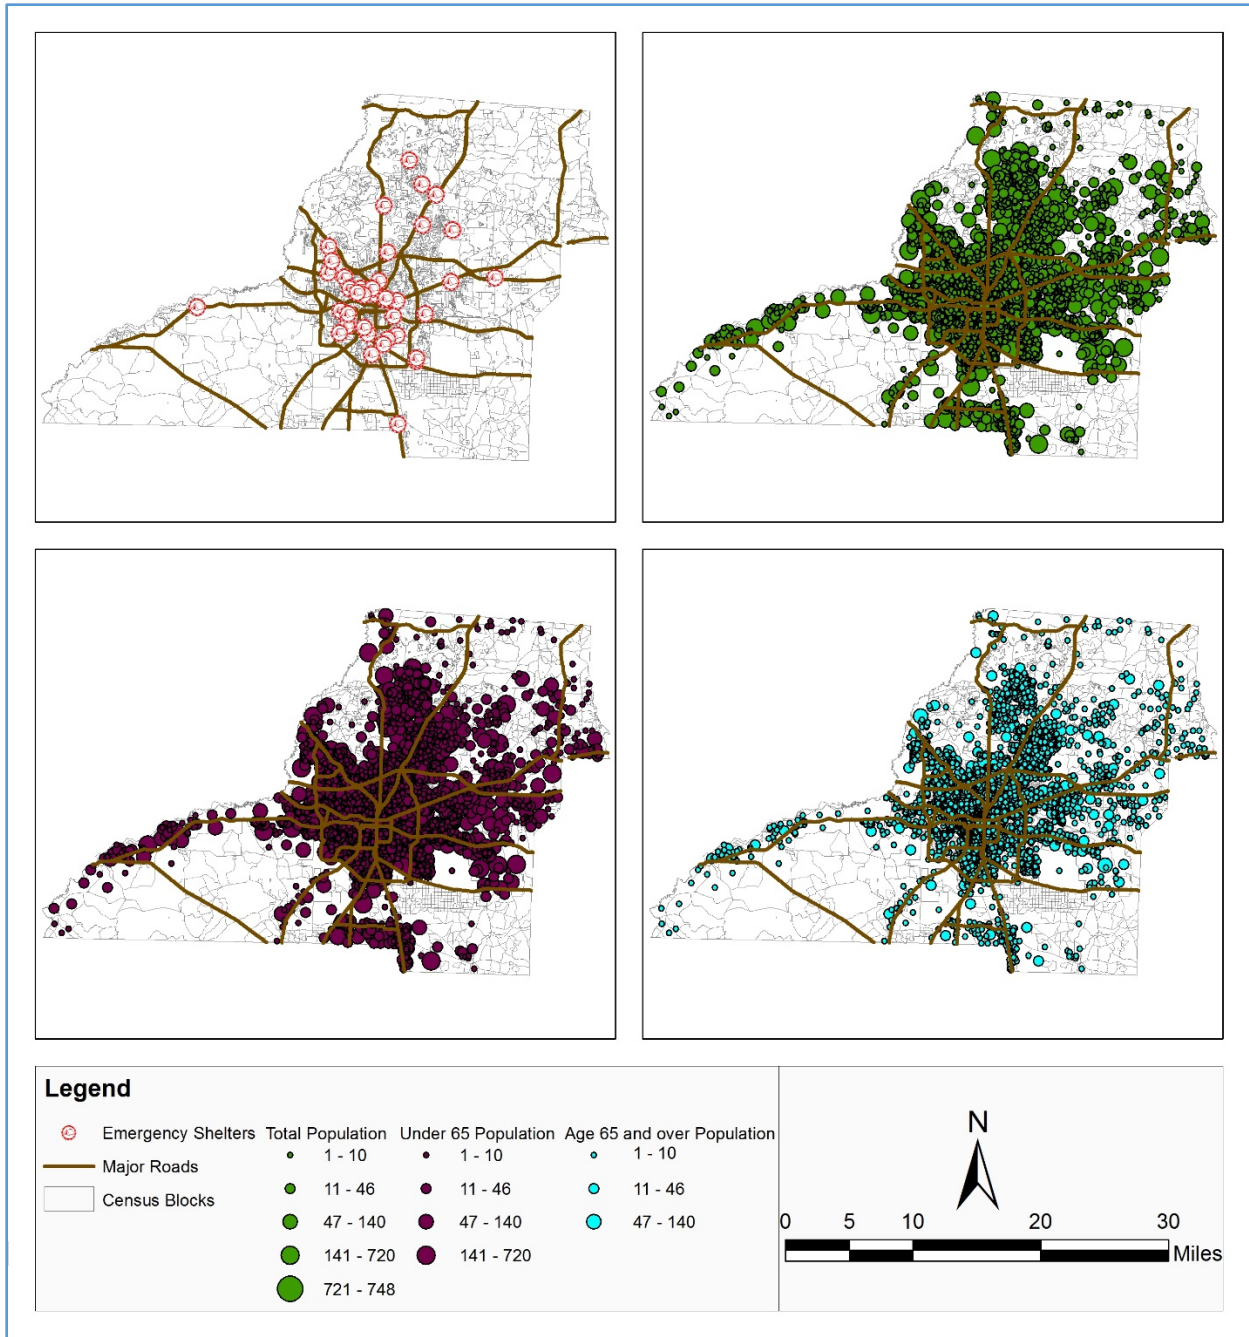 Legend
Emergency Shelters
Major Roads
Census Blocks
Total Population
1 - 10
11 - 46
47 - 140
141 - 720
721 - 748
Under 65 Population
1 - 10
11 - 46
47 - 140
141 - 720
Age 65 and over Population
1 - 10
11 - 46
47 - 140
N
0 5 10 20 30
Miles